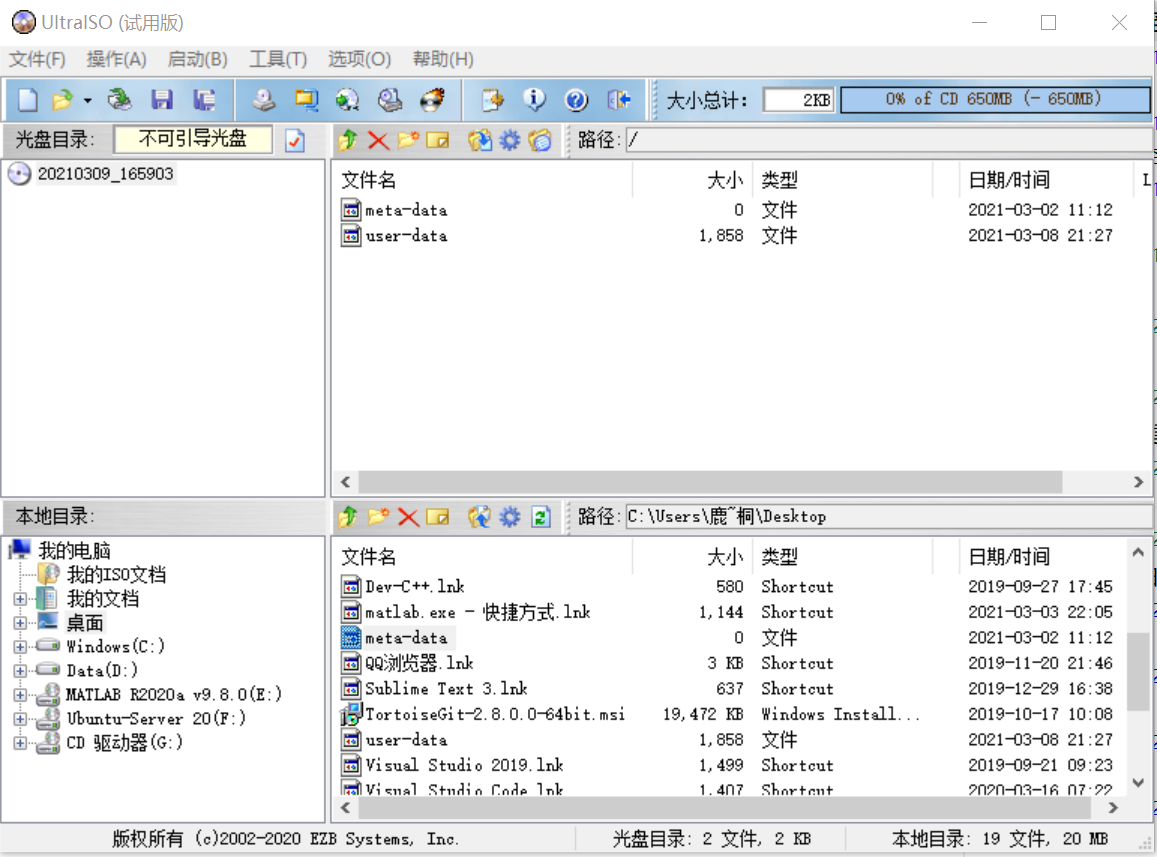 UltraISO (试用版)
文件(F) 操作(A) 启动(B) 工具(T) 选项(O) 帮助(H)
大小总计: 2KB 0% of CD 650MB (- 650MB)
光盘目录: 不可引导光盘 路径: /
20210309_165903
文件名 大小 类型 日期/时间 L
meta-data 0 文件 2021-03-02 11:12
user-data 1,858 文件 2021-03-08 21:27
本地目录: 路径: C:\Users\鹿~桐\Desktop
我的电脑
我的ISO文档
我的文档
桌面
Windows(C:)
Data(D:)
MATLAB R2020a v9.8.0(E:)
Ubuntu-Server 20(F:)
CD 驱动器(G:)
文件名 大小 类型 日期/时间
Dev-C++.lnk 580 Shortcut 2019-09-27 17:45
matlab.exe - 快捷方式.lnk 1,144 Shortcut 2021-03-03 22:05
meta-data 0 文件 2021-03-02 11:12
QQ浏览器.lnk 3 KB Shortcut 2019-11-20 21:46
Sublime Text 3.lnk 637 Shortcut 2019-12-29 16:38
TortoiseGit-2.8.0.0-64bit.msi 19,472 KB Windows Install... 2019-10-17 10:08
user-data 1,858 文件 2021-03-08 21:27
Visual Studio 2019.lnk 1,499 Shortcut 2019-09-21 09:23
Visual Studio Code.lnk 1,407 Shortcut 2020-03-16 07:22
版权所有 (c)2002-2020 EZB Systems, Inc. 光盘目录: 2 文件, 2 KB 本地目录: 19 文件, 20 MB